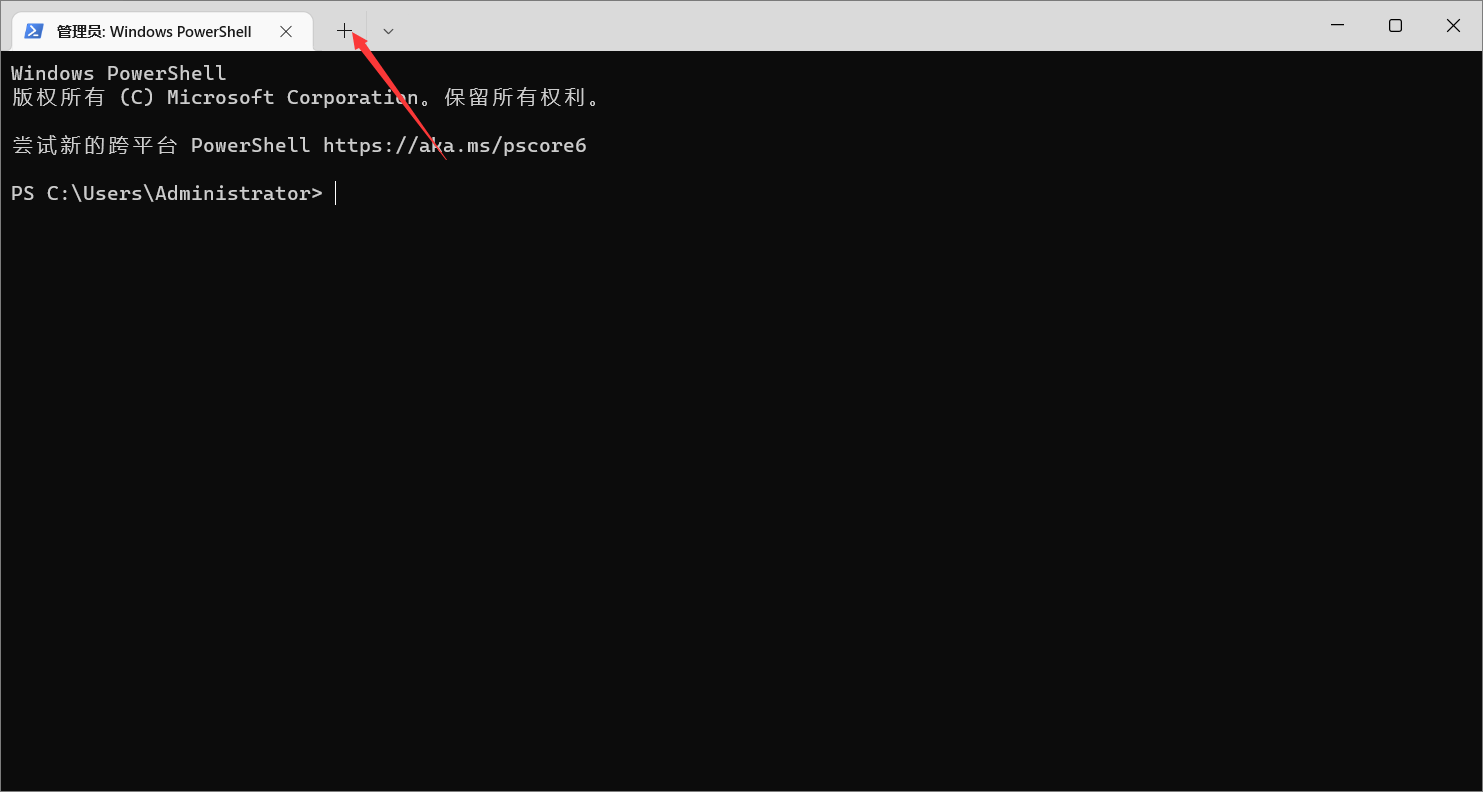 管理员: Windows PowerShell
Windows PowerShell
版权所有 (C) Microsoft Corporation。保留所有权利。
尝试新的跨平台 PowerShell https://aka.ms/pscore6
PS C:\Users\Administrator>